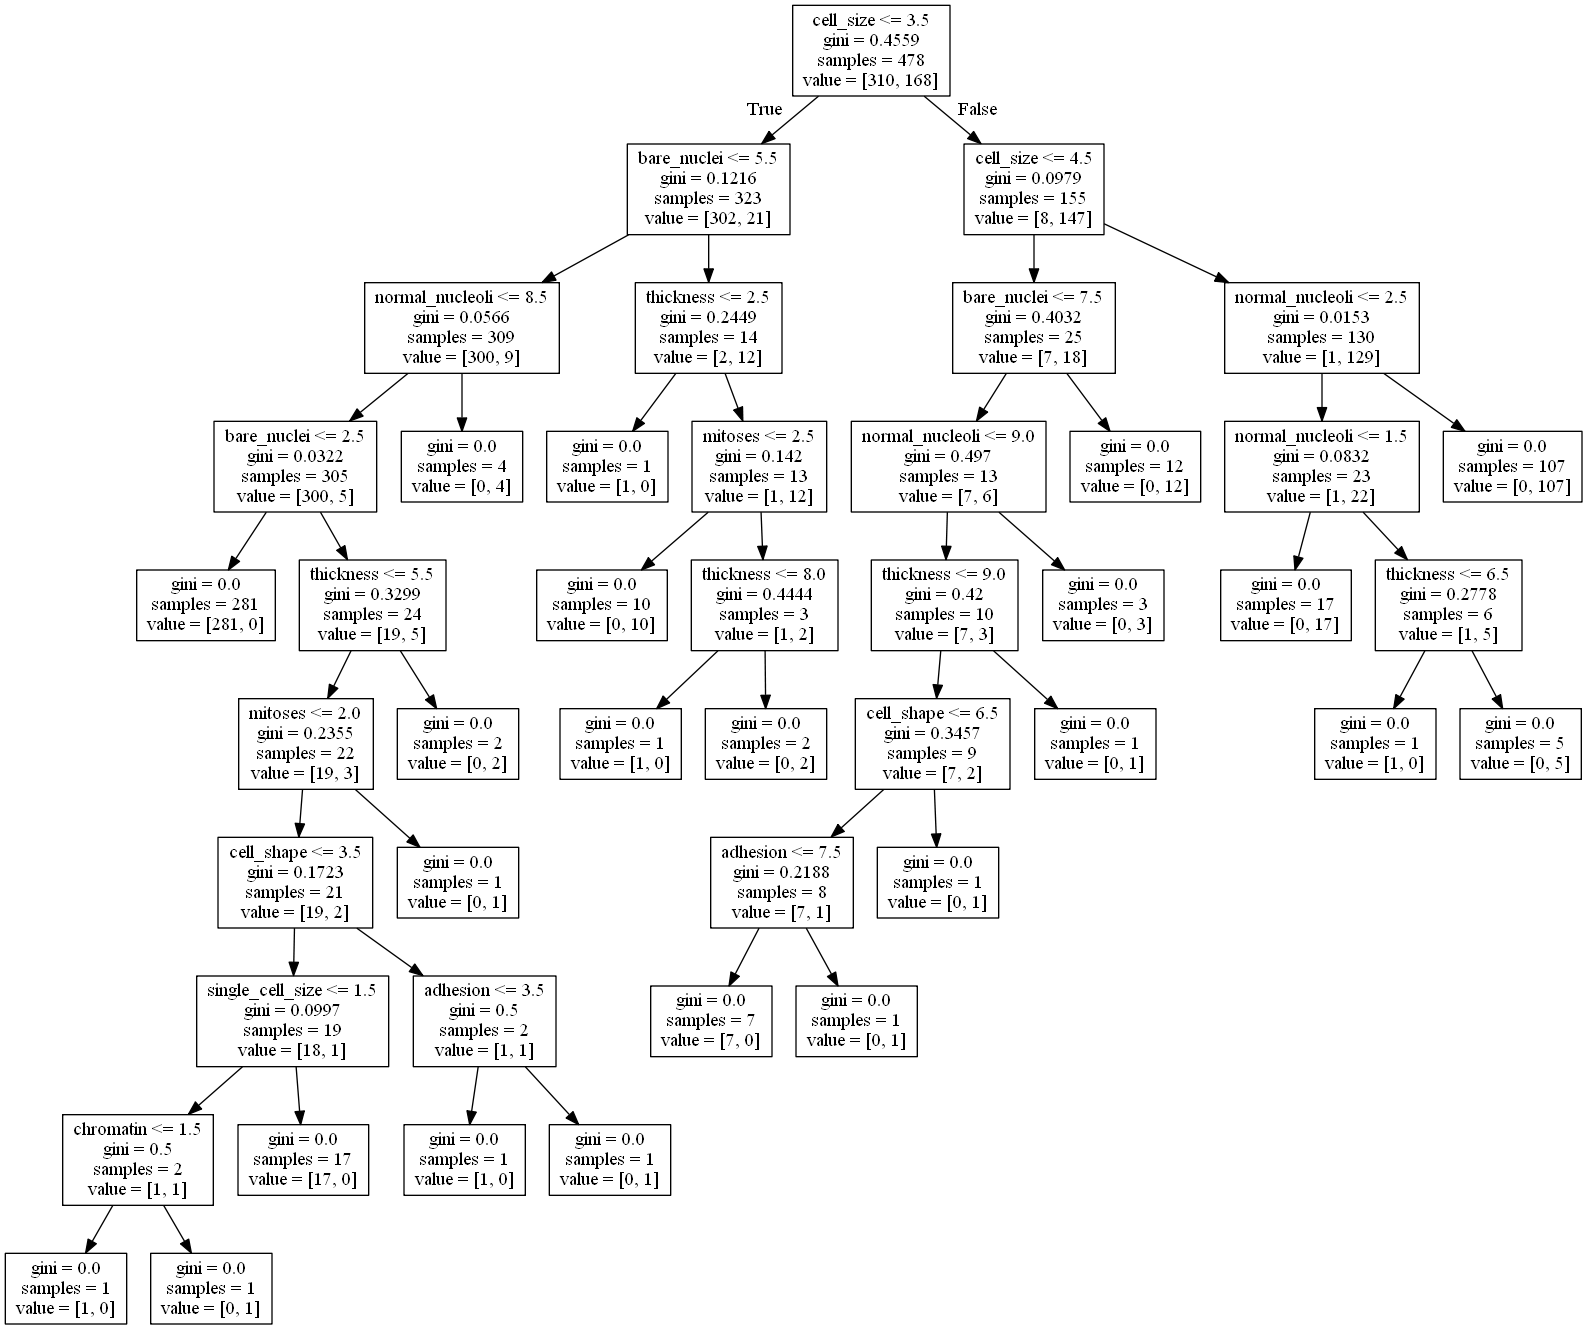 cell_size <= 3.5
gini = 0.4559
samples = 478
value = [310, 168]
True
False
bare_nuclei <= 5.5
gini = 0.1216
samples = 323
value = [302, 21]
cell_size <= 4.5
gini = 0.0979
samples = 155
value = [8, 147]
normal_nucleoli <= 8.5
gini = 0.0566
samples = 309
value = [300, 9]
thickness <= 2.5
gini = 0.2449
samples = 14
value = [2, 12]
bare_nuclei <= 7.5
gini = 0.4032
samples = 25
value = [7, 18]
normal_nucleoli <= 2.5
gini = 0.0153
samples = 130
value = [1, 129]
bare_nuclei <= 2.5
gini = 0.0322
samples = 305
value = [300, 5]
gini = 0.0
samples = 4
value = [0, 4]
gini = 0.0
samples = 1
value = [1, 0]
mitoses <= 2.5
gini = 0.142
samples = 13
value = [1, 12]
normal_nucleoli <= 9.0
gini = 0.497
samples = 13
value = [7, 6]
gini = 0.0
samples = 12
value = [0, 12]
normal_nucleoli <= 1.5
gini = 0.0832
samples = 23
value = [1, 22]
gini = 0.0
samples = 107
value = [0, 107]
gini = 0.0
samples = 281
value = [281, 0]
thickness <= 5.5
gini = 0.3299
samples = 24
value = [19, 5]
gini = 0.0
samples = 10
value = [0, 10]
thickness <= 8.0
gini = 0.4444
samples = 3
value = [1, 2]
thickness <= 9.0
gini = 0.42
samples = 10
value = [7, 3]
gini = 0.0
samples = 3
value = [0, 3]
gini = 0.0
samples = 17
value = [0, 17]
thickness <= 6.5
gini = 0.2778
samples = 6
value = [1, 5]
mitoses <= 2.0
gini = 0.2355
samples = 22
value = [19, 3]
gini = 0.0
samples = 2
value = [0, 2]
gini = 0.0
samples = 1
value = [1, 0]
gini = 0.0
samples = 2
value = [0, 2]
cell_shape <= 6.5
gini = 0.3457
samples = 9
value = [7, 2]
gini = 0.0
samples = 1
value = [0, 1]
gini = 0.0
samples = 1
value = [1, 0]
gini = 0.0
samples = 5
value = [0, 5]
cell_shape <= 3.5
gini = 0.1723
samples = 21
value = [19, 2]
gini = 0.0
samples = 1
value = [0, 1]
adhesion <= 7.5
gini = 0.2188
samples = 8
value = [7, 1]
gini = 0.0
samples = 1
value = [0, 1]
single_cell_size <= 1.5
gini = 0.0997
samples = 19
value = [18, 1]
adhesion <= 3.5
gini = 0.5
samples = 2
value = [1, 1]
gini = 0.0
samples = 7
value = [7, 0]
gini = 0.0
samples = 1
value = [0, 1]
chromatin <= 1.5
gini = 0.5
samples = 2
value = [1, 1]
gini = 0.0
samples = 17
value = [17, 0]
gini = 0.0
samples = 1
value = [1, 0]
gini = 0.0
samples = 1
value = [0, 1]
gini = 0.0
samples = 1
value = [1, 0]
gini = 0.0
samples = 1
value = [0, 1]